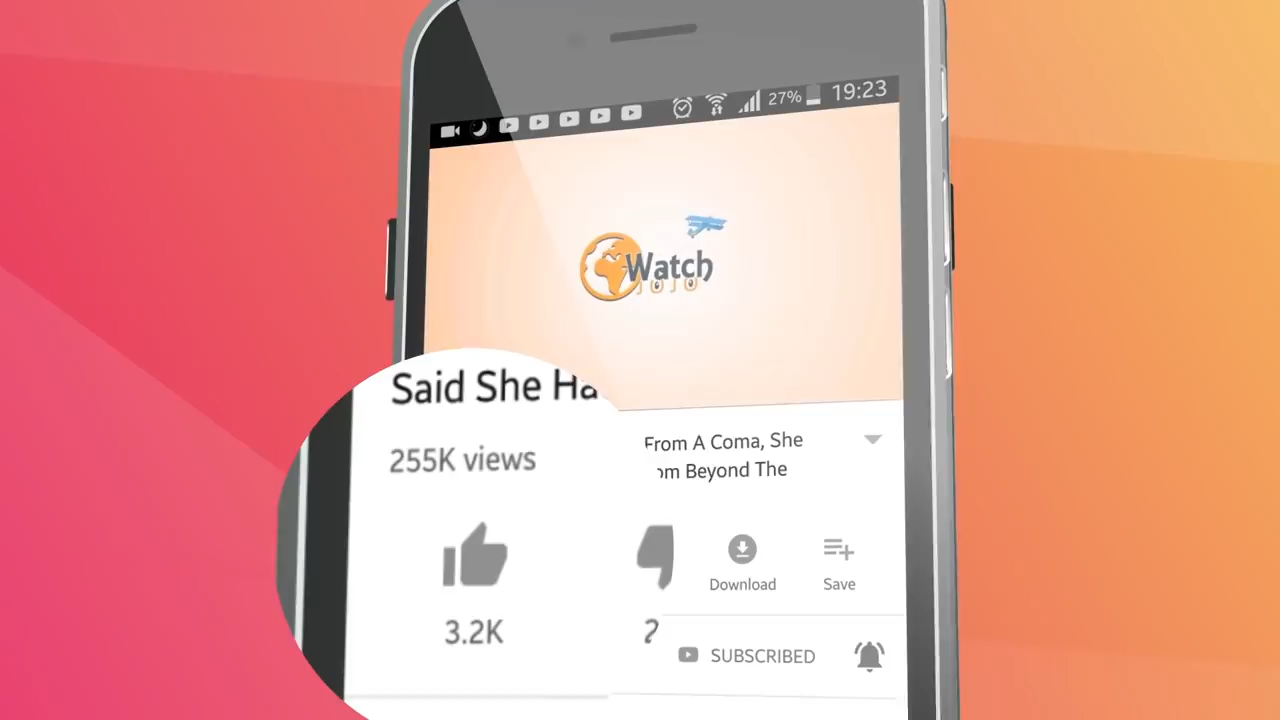 27% 19:23
Watch
JOJO
Said She Ha
255K views
From A Coma, She
om Beyond The
3.2K
Download
Save
SUBSCRIBED